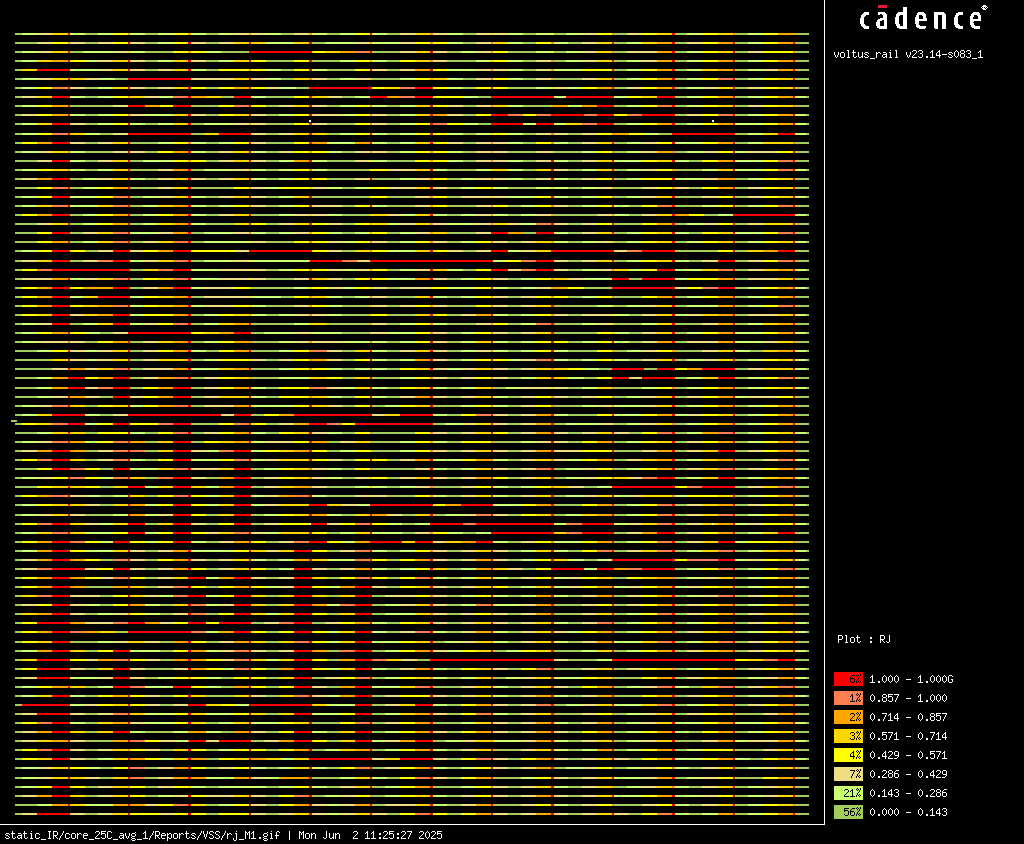 cādence®
voltus_rail v23.14-s083_1
Plot : RJ
6% 1.000 - 1.000G
1% 0.857 - 1.000
2% 0.714 - 0.857
3% 0.571 - 0.714
4% 0.429 - 0.571
7% 0.286 - 0.429
21% 0.143 - 0.286
56% 0.000 - 0.143
static_IR/core_25C_avg_1/Reports/VSS/rj_M1.gif | Mon Jun  2 11:25:27 2025